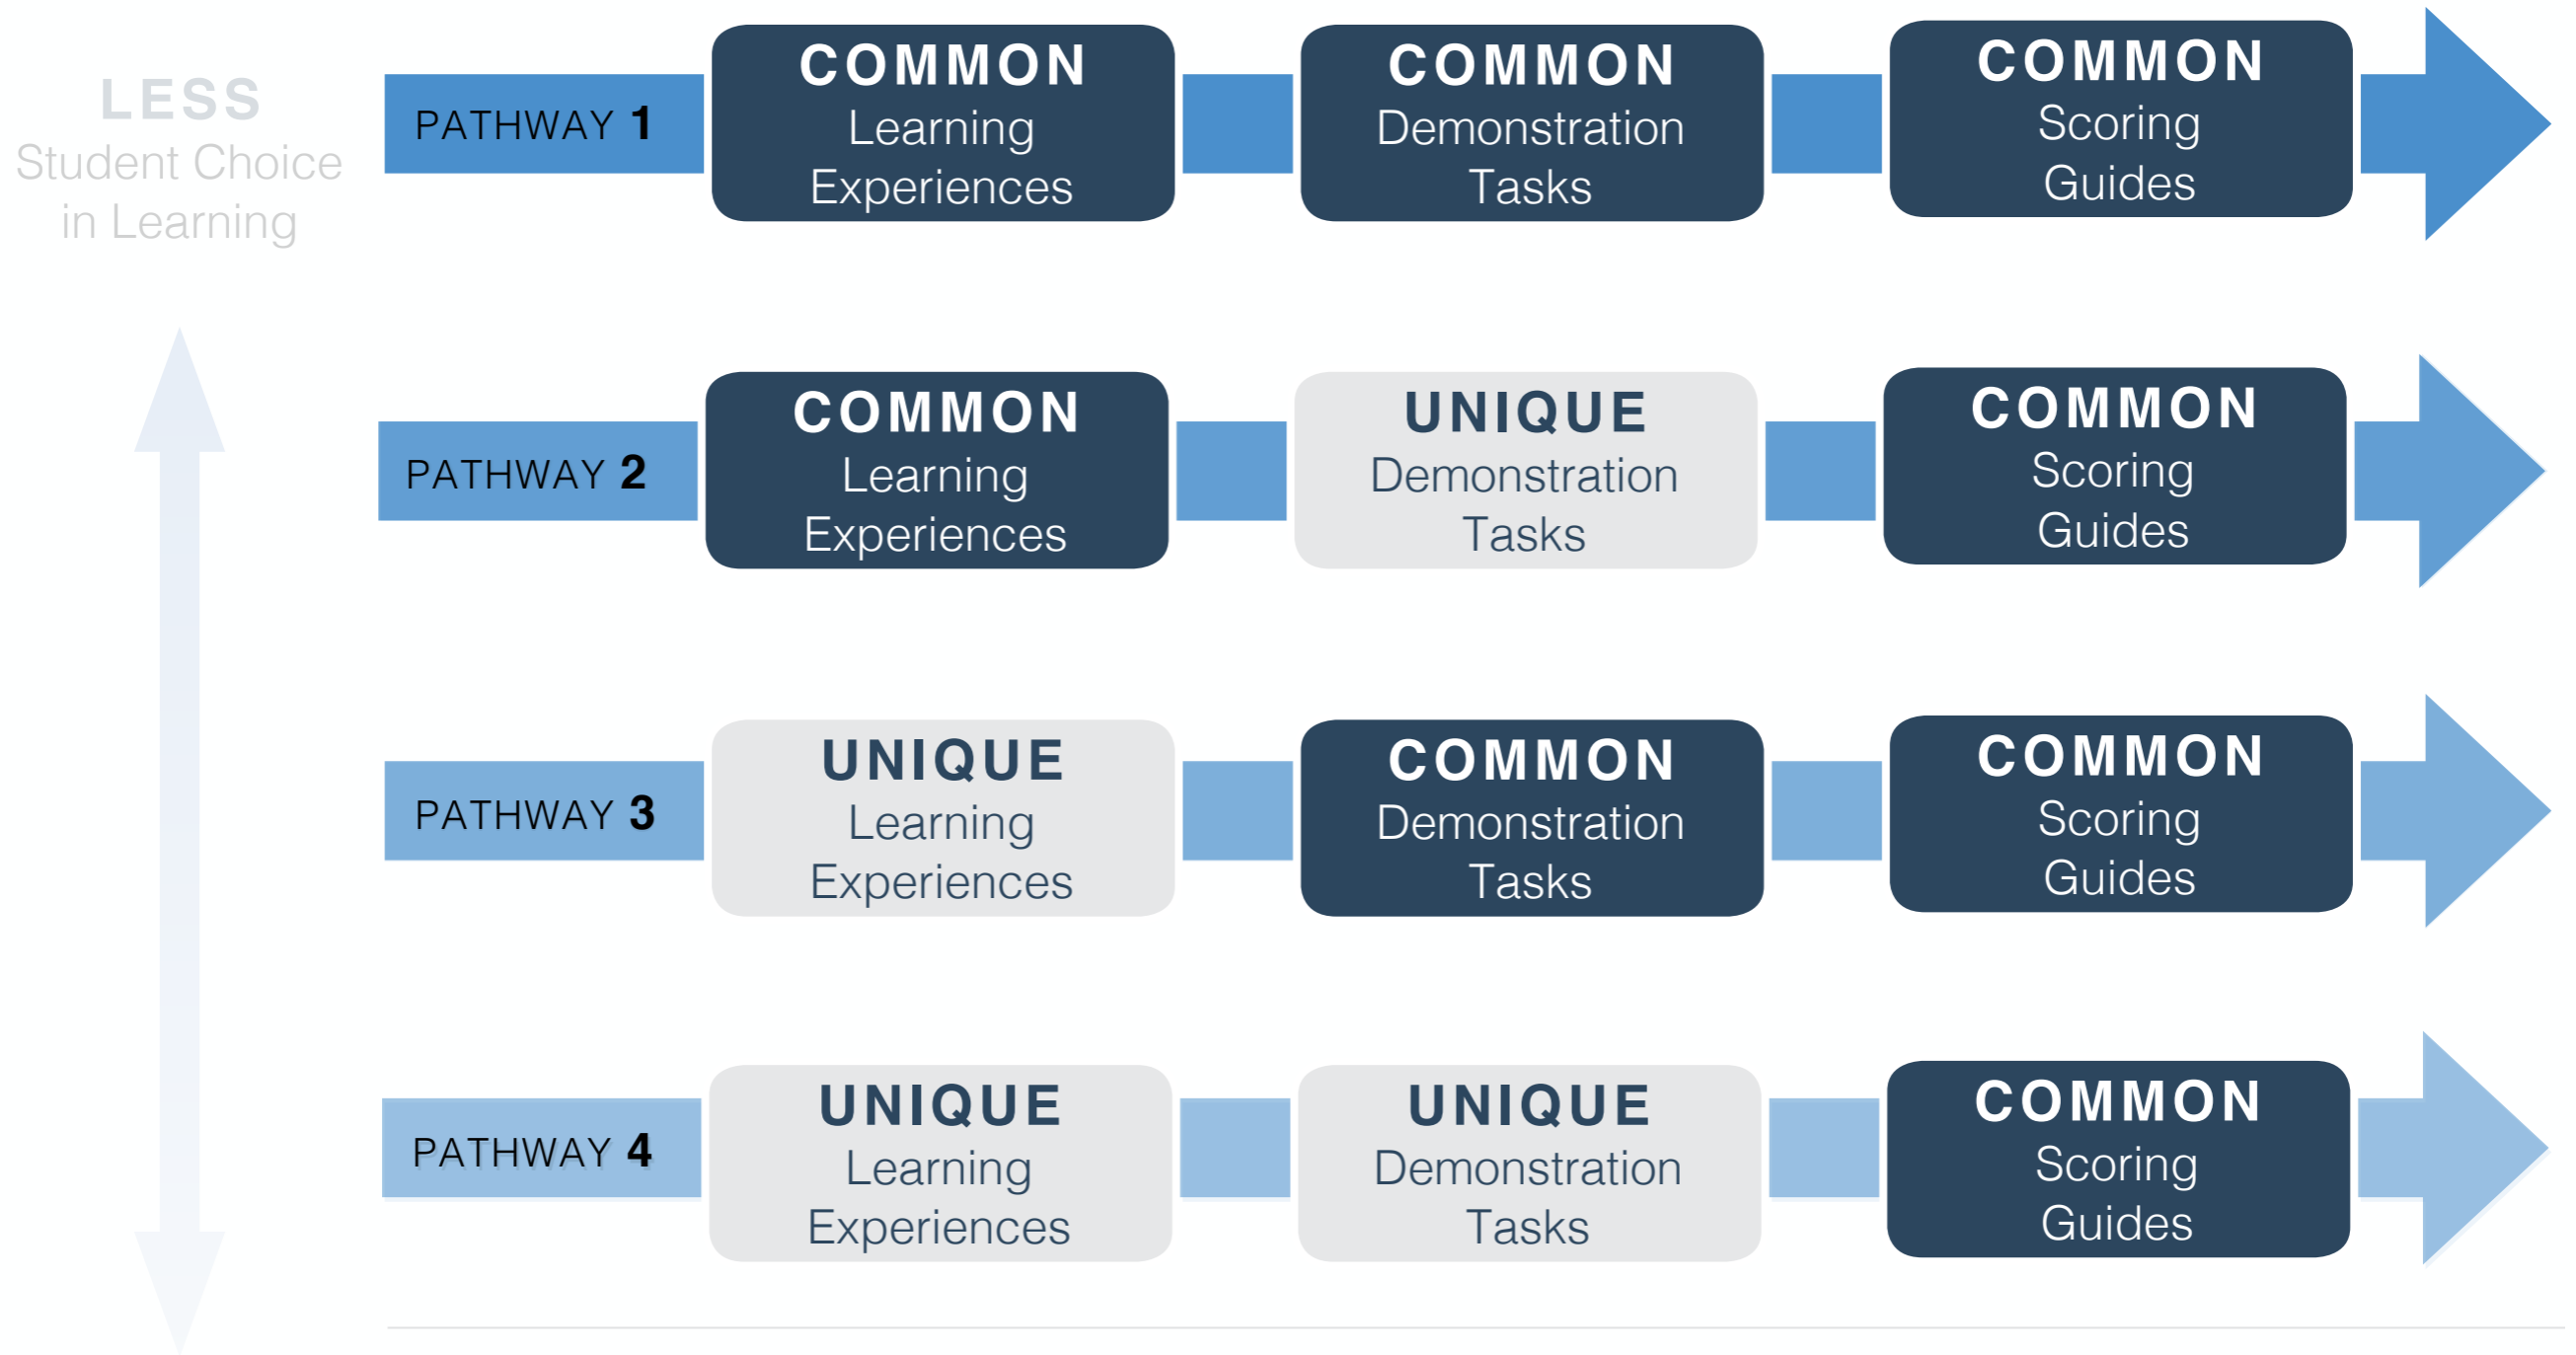 LESS
Student Choice
in Learning
PATHWAY 1
COMMON
Learning
Experiences
COMMON
Demonstration
Tasks
COMMON
Scoring
Guides
PATHWAY 2
COMMON
Learning
Experiences
UNIQUE
Demonstration
Tasks
COMMON
Scoring
Guides
PATHWAY 3
UNIQUE
Learning
Experiences
COMMON
Demonstration
Tasks
COMMON
Scoring
Guides
PATHWAY 4
UNIQUE
Learning
Experiences
UNIQUE
Demonstration
Tasks
COMMON
Scoring
Guides